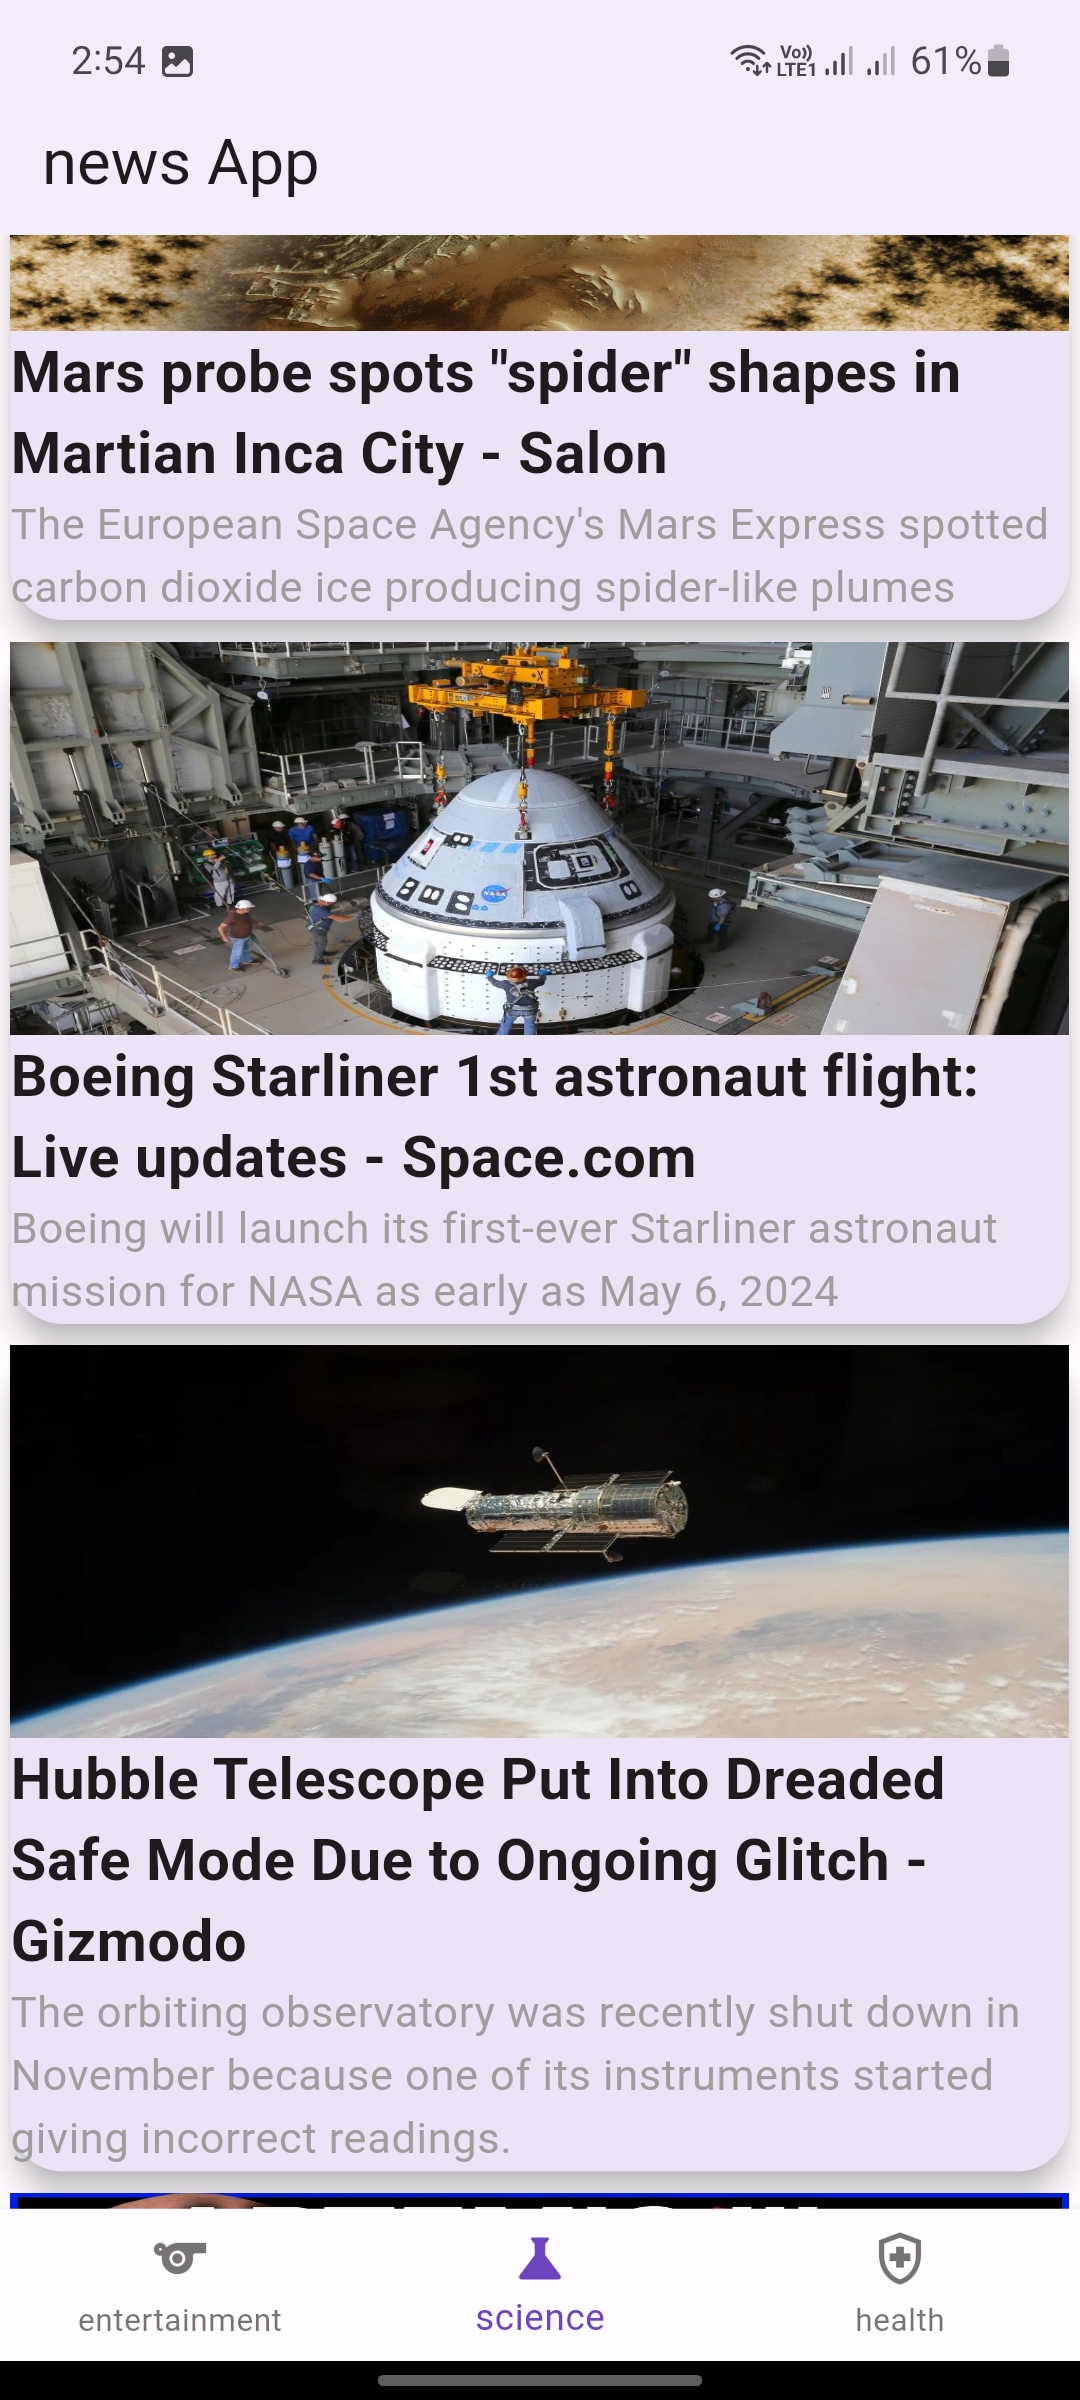 2:54
Vo))
LTE1
61%
news App
Mars probe spots "spider" shapes in
Martian Inca City - Salon
The European Space Agency's Mars Express spotted
carbon dioxide ice producing spider-like plumes
NASA
Boeing Starliner 1st astronaut flight:
Live updates - Space.com
Boeing will launch its first-ever Starliner astronaut
mission for NASA as early as May 6, 2024
Hubble Telescope Put Into Dreaded
Safe Mode Due to Ongoing Glitch -
Gizmodo
The orbiting observatory was recently shut down in
November because one of its instruments started
giving incorrect readings.
entertainment
science
health